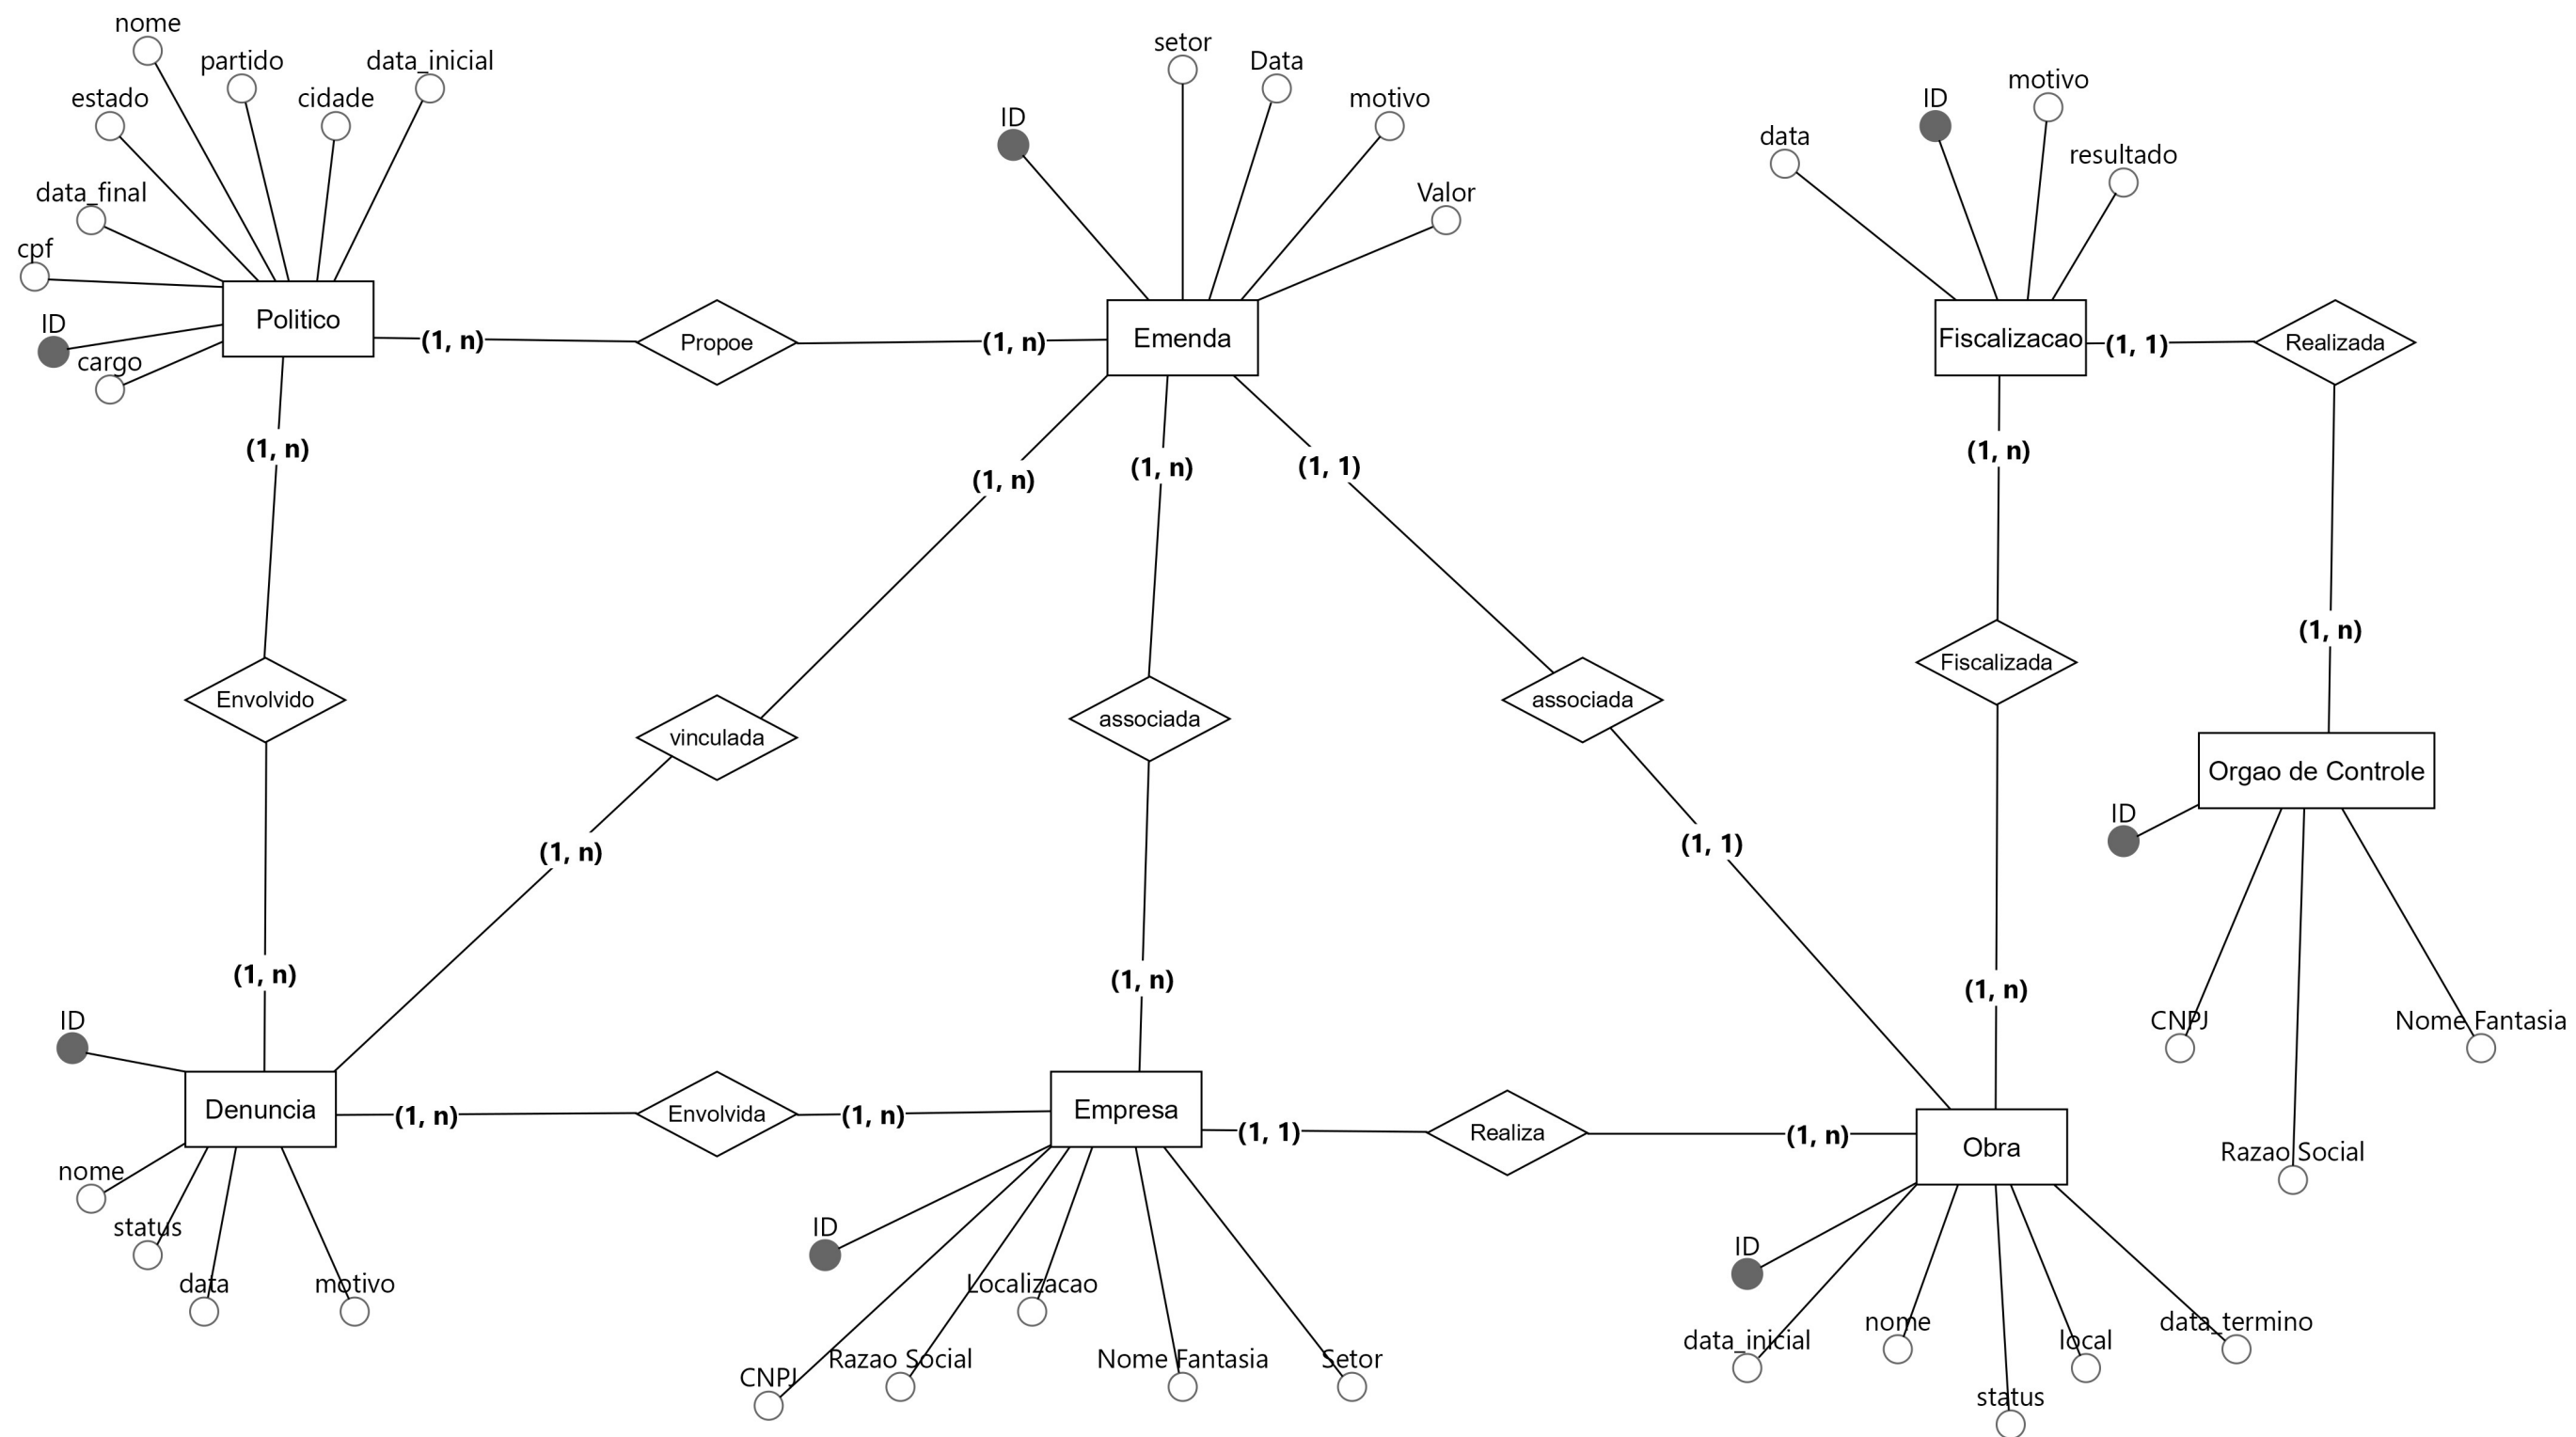 nome
setor
Data
partido
data_inicial
motivo
estado
cidade
motivo
ID
ID
data
resultado
data_final
Valor
cpf
Politico
ID
(1, n)
Propoe
(1, n)
Emenda
Fiscalizacao
(1, 1)
Realizada
cargo
(1, n)
(1, n)
(1, n)
(1, 1)
(1, n)
(1, n)
Fiscalizada
Envolvido
associada
associada
vinculada
Orgao de Controle
ID
(1, n)
(1, 1)
(1, n)
(1, n)
(1, n)
ID
CNPJ
Nome Fantasia
Denuncia
(1, n)
Envolvida
(1, n)
Empresa
(1, 1)
Realiza
(1, n)
Obra
Razao Social
nome
status
ID
ID
data
motivo
Localizacao
nome
data_termino
data_inicial
local
Razao Social
Nome Fantasia
Setor
CNPJ
status